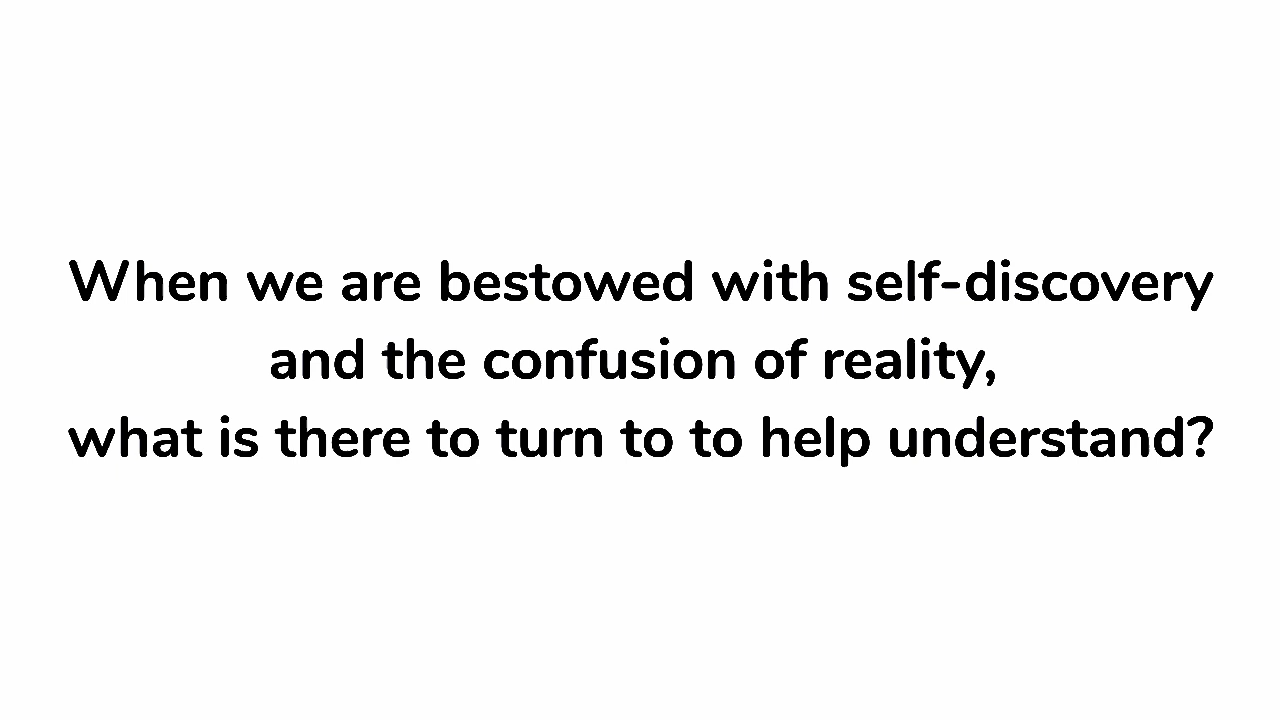 When we are bestowed with self-discovery
and the confusion of reality,
what is there to turn to to help understand?